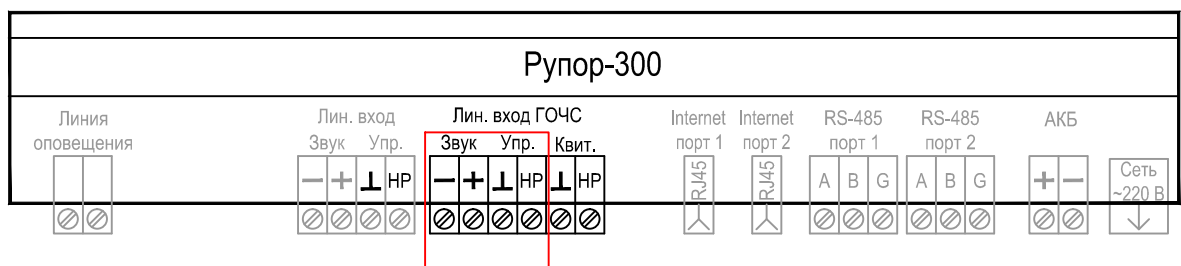 Рупор-300
Линия оповещения
Лин. вход
Звук Упр.
Лин. вход ГОЧС
Звук Упр. Квит.
Internet порт 1
Internet порт 2
RS-485 порт 1
RS-485 порт 2
АКБ
− + ⊥ НР
− + ⊥ НР ⊥ НР
RJ45
RJ45
A B G
A B G
+ −
Сеть ~220 В